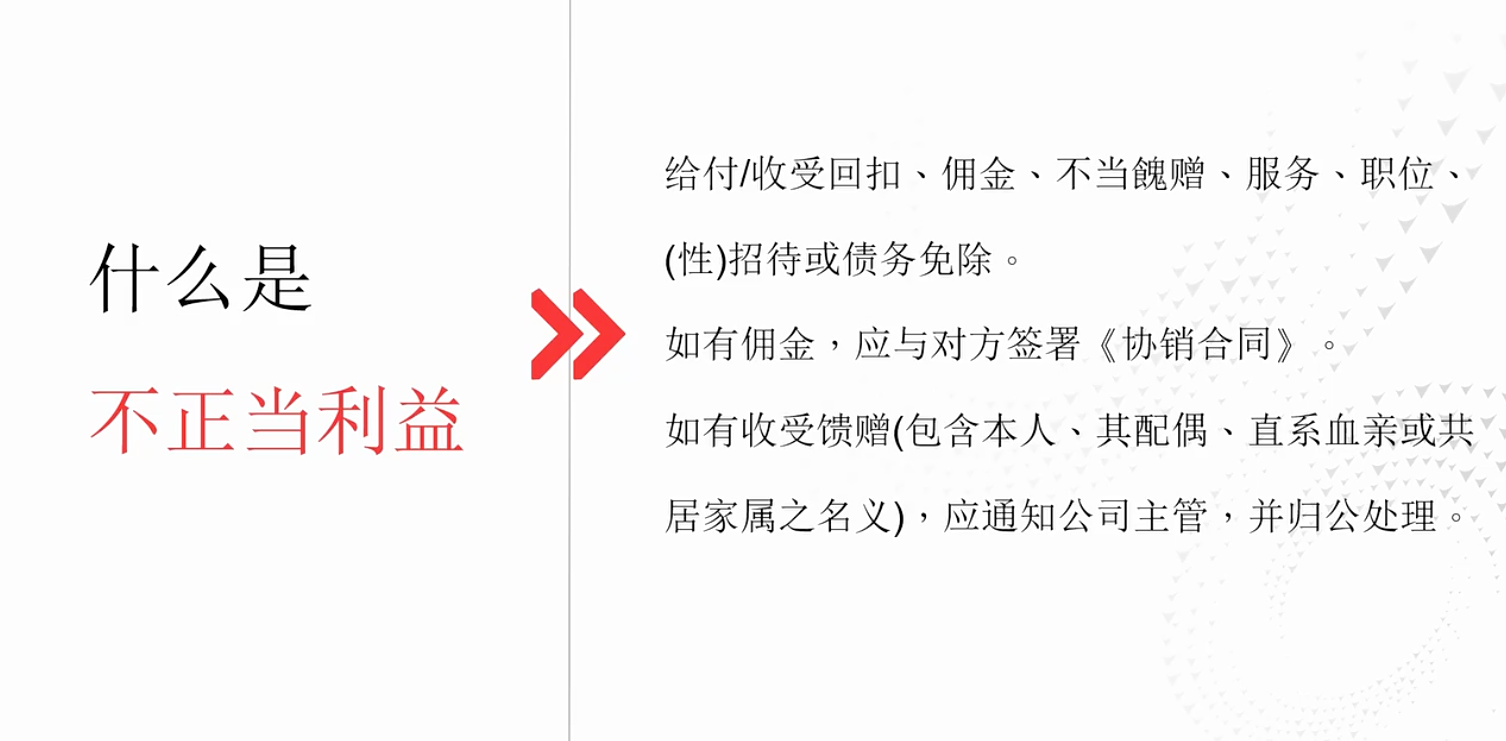 什么是
不正当利益
给付/收受回扣、佣金、不当餽赠、服务、职位、
(性)招待或债务免除。
如有佣金，应与对方签署《协销合同》。
如有收受馈赠(包含本人、其配偶、直系血亲或共
居家属之名义)，应通知公司主管，并归公处理。